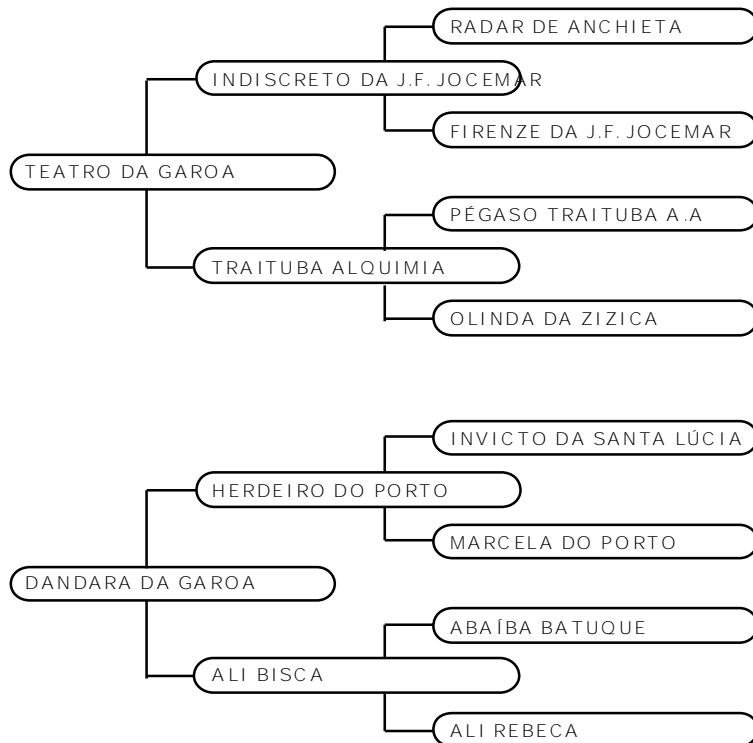 RADAR DE ANCHIETA
INDISCRETO DA J.F. JOCEMAR
FIRENZE DA J.F. JOCEMAR
TEATRO DA GAROA
PÉGASO TRAITUBA A.A
TRAITUBA ALQUIMIA
OLINDA DA ZIZICA
INVICTO DA SANTA LÚCIA
HERDEIRO DO PORTO
MARCELA DO PORTO
DANDARA DA GAROA
ABAÍBA BATUQUE
ALI BISCA
ALI REBECA